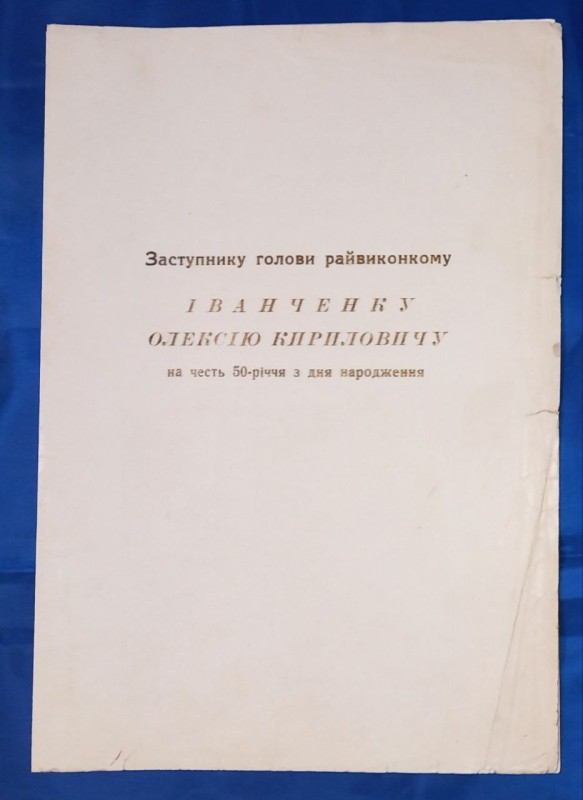 Заступнику голови райвиконкому
ІВАНЧЕНКУ
ОЛЕКСІЮ КИРИЛОВИЧУ
на честь 50-річчя з дня народження